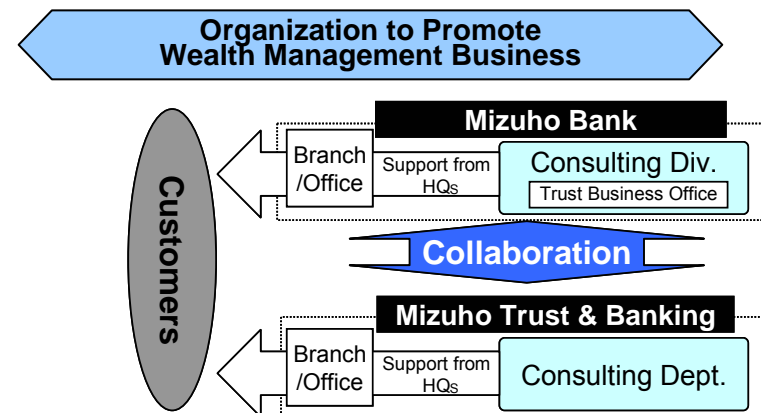 Organization to Promote
Wealth Management Business
Customers
Mizuho Bank
Branch
/Office
Support from
HQs
Consulting Div.
Trust Business Office
Collaboration
Mizuho Trust & Banking
Branch
/Office
Support from
HQs
Consulting Dept.